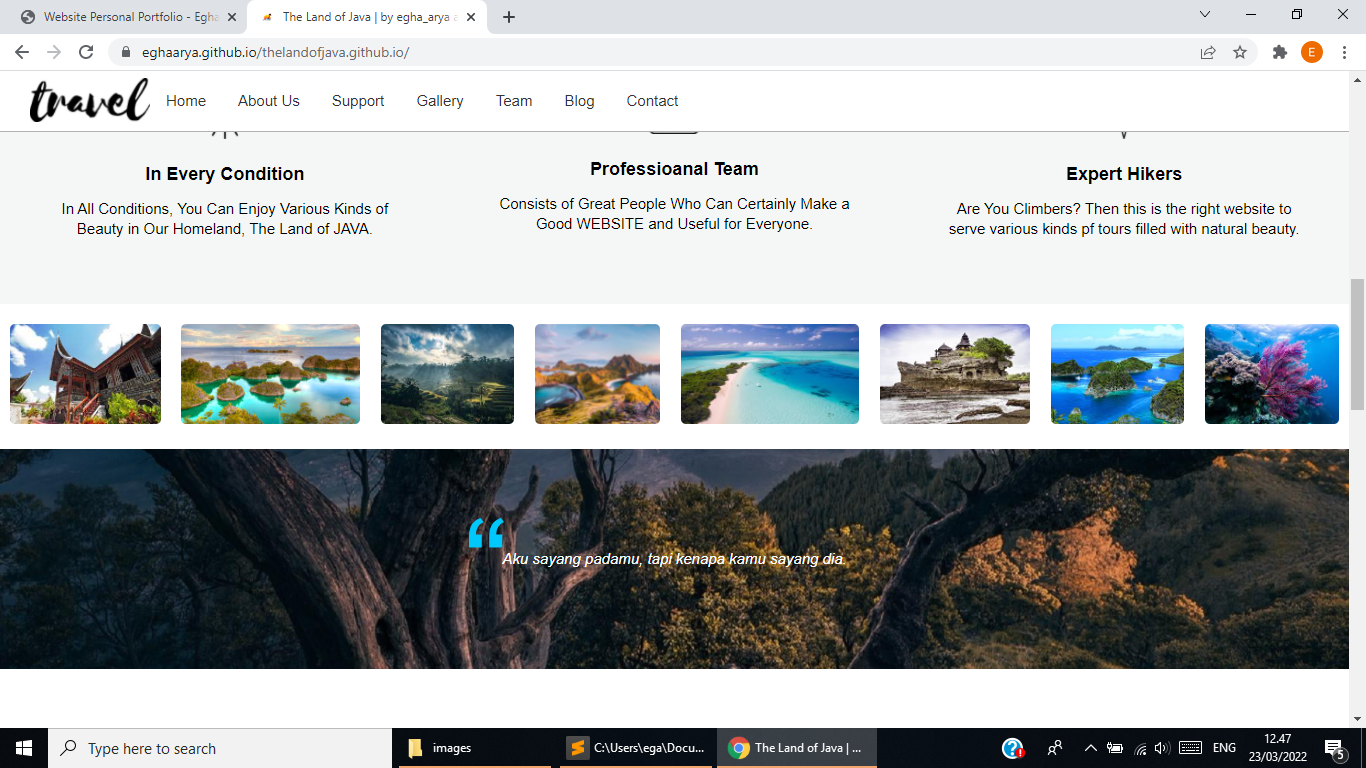 Website Personal Portfolio - Egha
The Land of Java | by egha_arya a
eghaarya.github.io/thelandofjava.github.io/
E
travel
Home
About Us
Support
Gallery
Team
Blog
Contact
In Every Condition
In All Conditions, You Can Enjoy Various Kinds of
Beauty in Our Homeland, The Land of JAVA.
Professioanal Team
Consists of Great People Who Can Certainly Make a
Good WEBSITE and Useful for Everyone.
Expert Hikers
Are You Climbers? Then this is the right website to
serve various kinds pf tours filled with natural beauty.
“
Aku sayang padamu, tapi kenapa kamu sayang dia.
Type here to search
images
C:\Users\ega\Docu...
The Land of Java | ...
ENG
12.47
23/03/2022
5